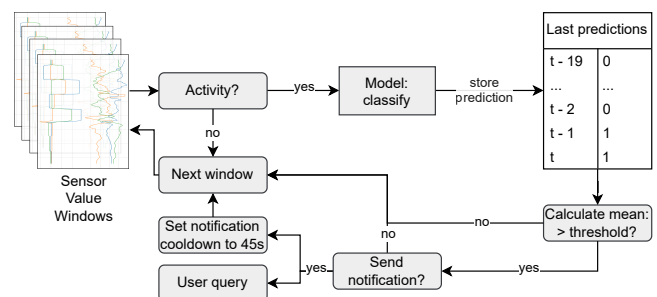 Last predictions
t - 19 0
... ...
t - 2 0
t - 1 1
t 1
Activity?
yes
Model:
classify
store
prediction
no
Sensor
Value
Windows
Next window
Set notification
cooldown to 45s
User query
yes
Send
notification?
no
no
yes
Calculate mean:
> threshold?